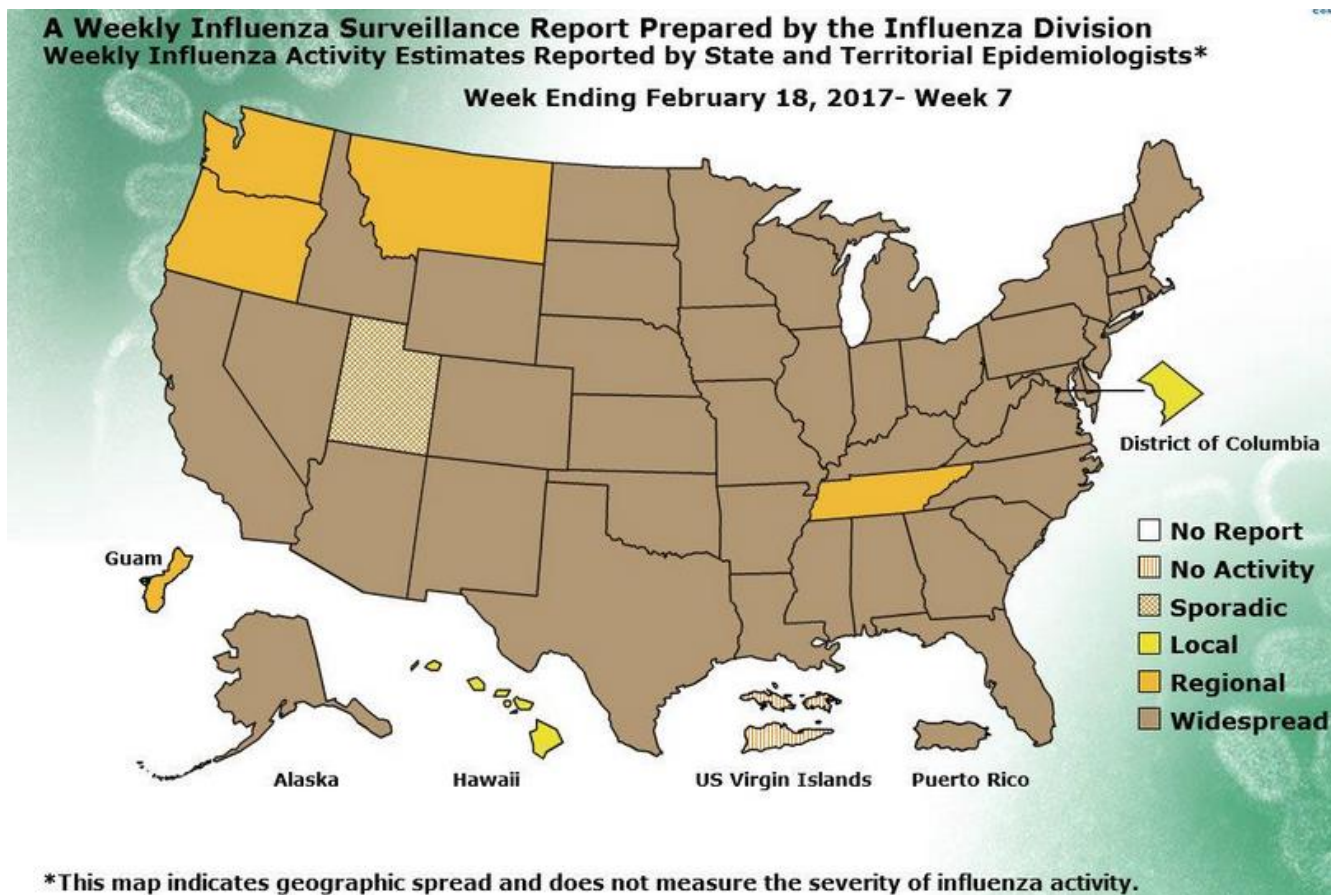 A Weekly Influenza Surveillance Report Prepared by the Influenza Division
Weekly Influenza Activity Estimates Reported by State and Territorial Epidemiologists*
Week Ending February 18, 2017- Week 7
District of Columbia
No Report
No Activity
Sporadic
Local
Regional
Widespread
Guam
Alaska
Hawaii
US Virgin Islands
Puerto Rico
*This map indicates geographic spread and does not measure the severity of influenza activity.